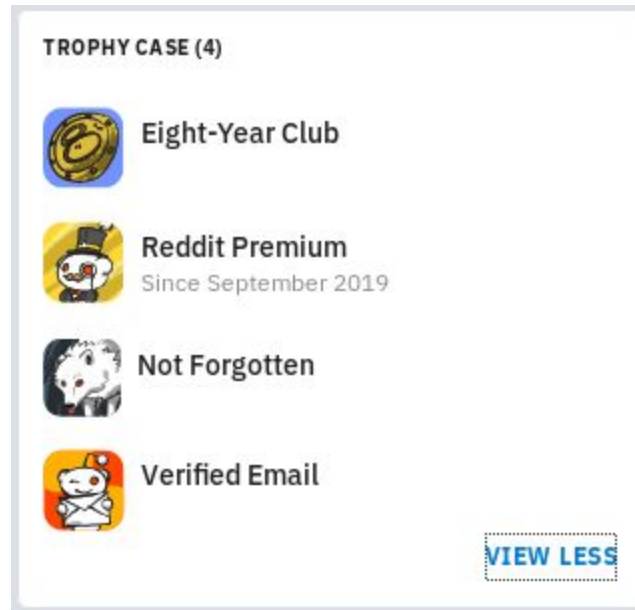 TROPHY CASE (4)
Eight-Year Club
Reddit Premium
Since September 2019
Not Forgotten
Verified Email
VIEW LESS